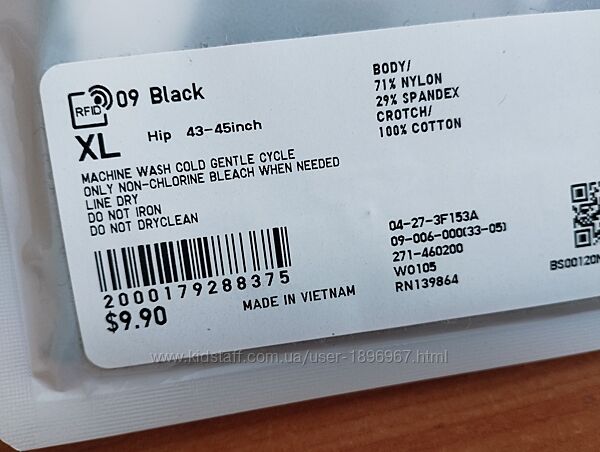 RFID
09 Black
XL
Hip 43-45inch
BODY/
71% NYLON
29% SPANDEX
CROTCH/
100% COTTON
MACHINE WASH COLD GENTLE CYCLE
ONLY NON-CHLORINE BLEACH WHEN NEEDED
LINE DRY
DO NOT IRON
DO NOT DRYCLEAN
2000179288375
$9.90
MADE IN VIETNAM
04-27-3F153A
09-006-000(33-05)
271-460200
W0105
RN139864
BS00120M
www.kidstaff.com.ua/user-1896967.html